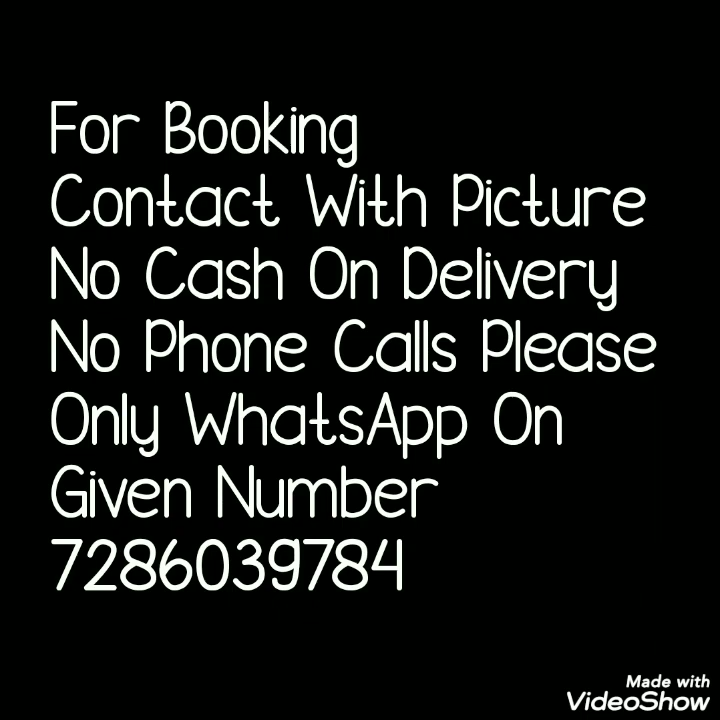 For Booking
Contact With Picture
No Cash On Delivery
No Phone Calls Please
Only WhatsApp On
Given Number
7286039784
Made with
VideoShow